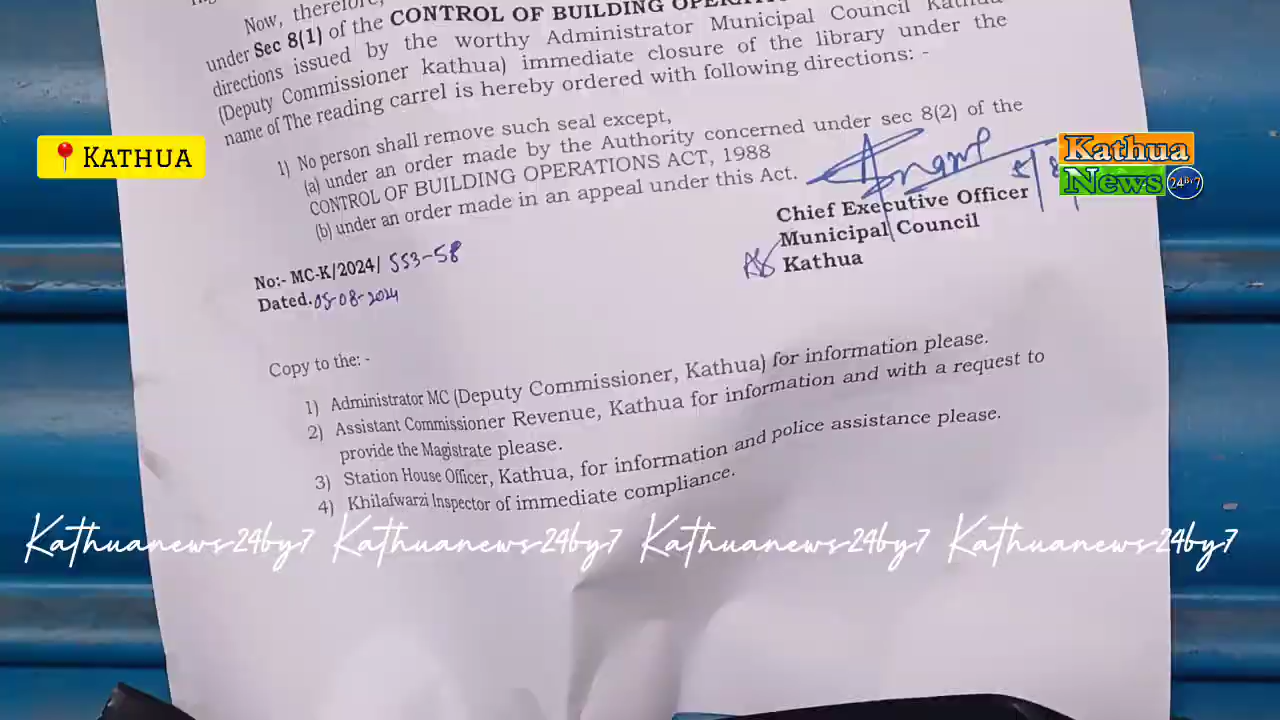 Now, therefore,
under Sec 8(1) of the CONTROL OF BUILDING
directions issued by the worthy Administrator Municipal Council Kathua
(Deputy Commissioner kathua) immediate closure of the library under the
name of The reading carrel is hereby ordered with following directions: -
1) No person shall remove such seal except,
(a) under an order made by the Authority concerned under sec 8(2) of the
CONTROL OF BUILDING OPERATIONS ACT, 1988
(b) under an order made in an appeal under this Act.
Chief Executive Officer
Municipal Council
Kathua
No:- MC-K/2024/ 553-58
Dated. 05-08-2024
Copy to the: -
1) Administrator MC (Deputy Commissioner, Kathua) for information please.
2) Assistant Commissioner Revenue, Kathua for information and with a request to
provide the Magistrate please.
3) Station House Officer, Kathua, for information and police assistance please.
4) Khilafwarzi Inspector of immediate compliance.
KATHUA
Kathua
News 24By7
Kathuanews24by7 Kathuanews24by7 Kathuanews24by7 Kathuanews24by7